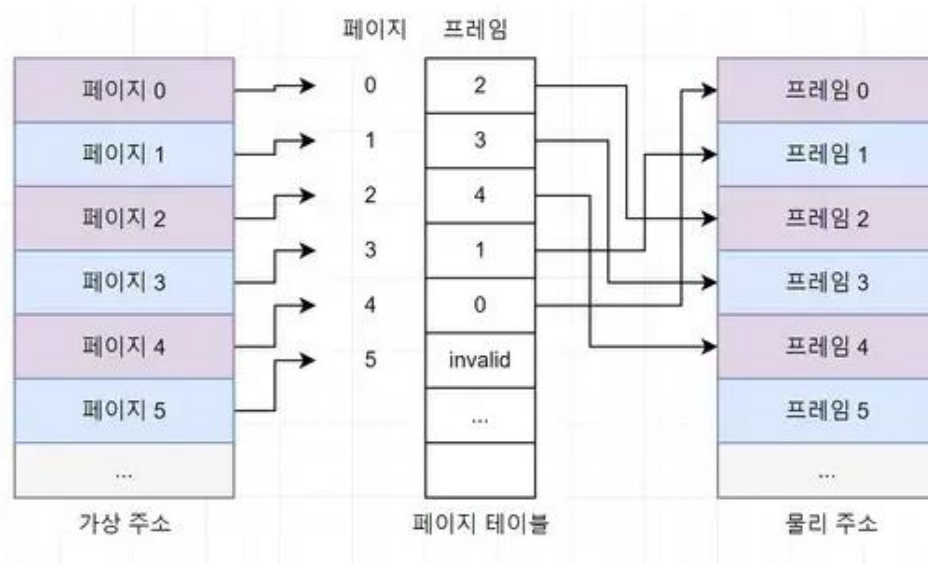 페이지 프레임
페이지 0 0 2 프레임 0
페이지 1 1 3 프레임 1
페이지 2 2 4 프레임 2
페이지 3 3 1 프레임 3
페이지 4 4 0 프레임 4
페이지 5 5 invalid 프레임 5
... ... ...
가상 주소 페이지 테이블 물리 주소